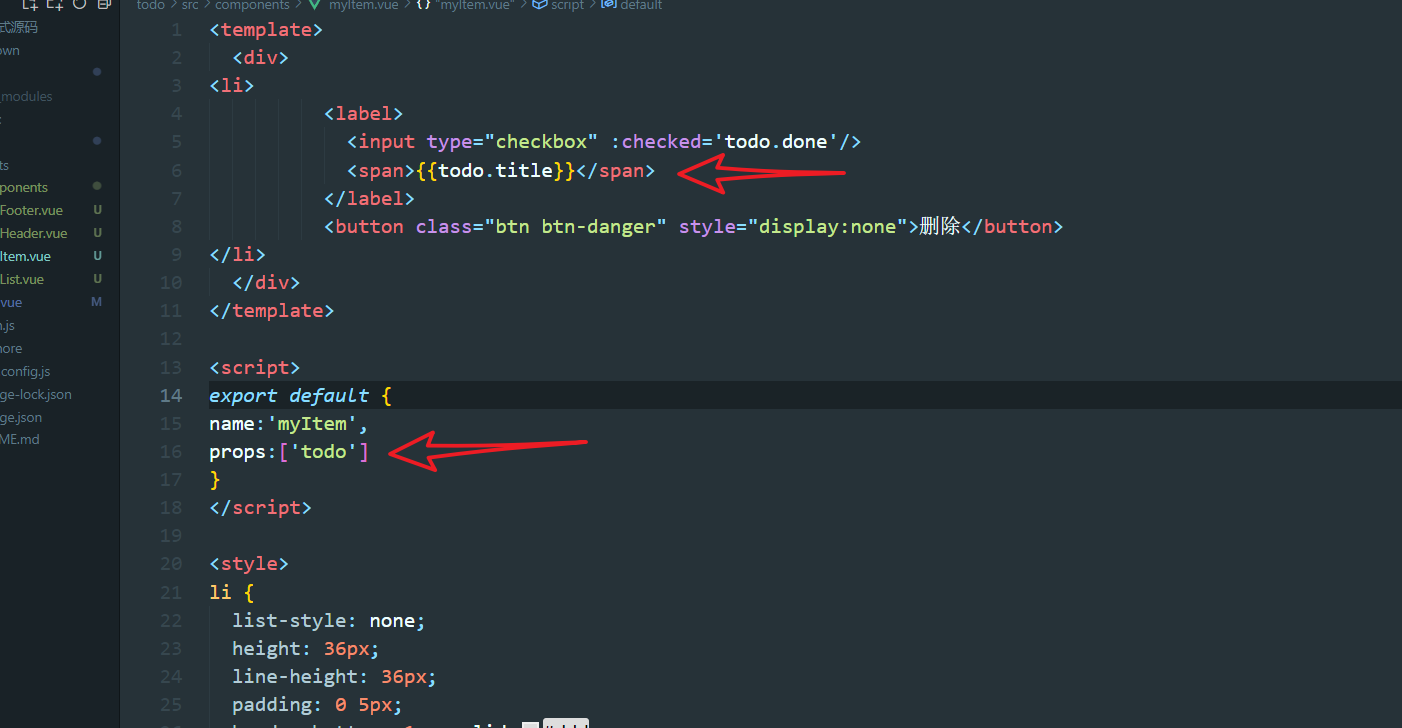 todo > src > components > myItem.vue > {} "myItem.vue" > script > default
式源码
own
_modules
ts
ponents
Footer.vue U
Header.vue U
Item.vue U
List.vue U
vue M
.js
nore
config.js
ge-lock.json
ge.json
ME.md
1 <template>
2 <div>
3 <li>
4 <label>
5 <input type="checkbox" :checked='todo.done'/>
6 <span>{{todo.title}}</span>
7 </label>
8 <button class="btn btn-danger" style="display:none">删除</button>
9 </li>
10 </div>
11 </template>
12
13 <script>
14 export default {
15 name:'myItem',
16 props:['todo']
17 }
18 </script>
19
20 <style>
21 li {
22 list-style: none;
23 height: 36px;
24 line-height: 36px;
25 padding: 0 5px;